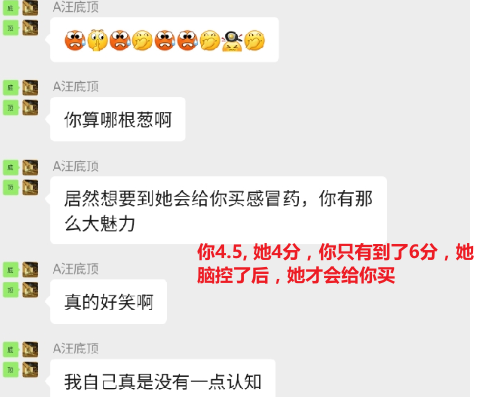 A汪底顶
A汪底顶
你算哪根葱啊
A汪底顶
居然想要到她会给你买感冒药，你有那
么大魅力
你4.5, 她4分，你只有到了6分，她
脑控了后，她才会给你买
A汪底顶
真的好笑啊
A汪底顶
我自己真是没有一点认知